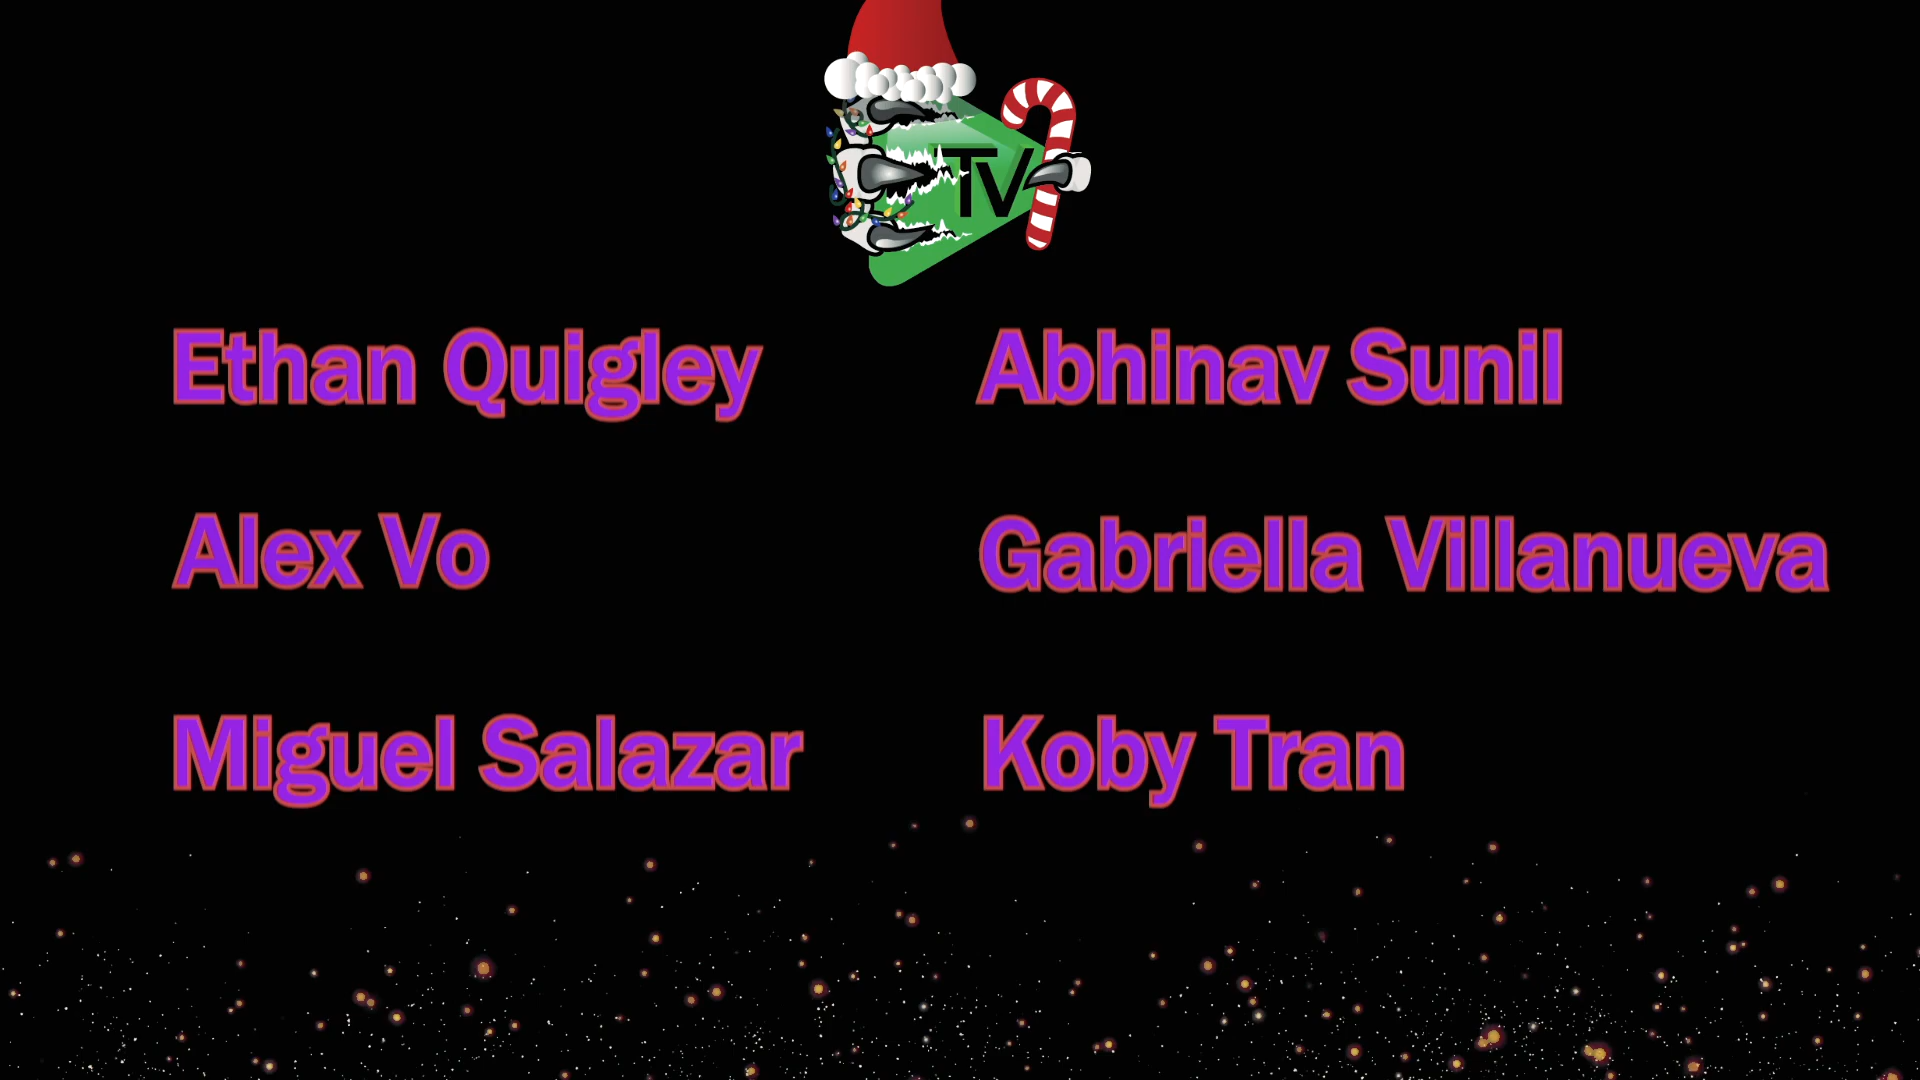 TV
Ethan Quigley
Abhinav Sunil
Alex Vo
Gabriella Villanueva
Miguel Salazar
Koby Tran